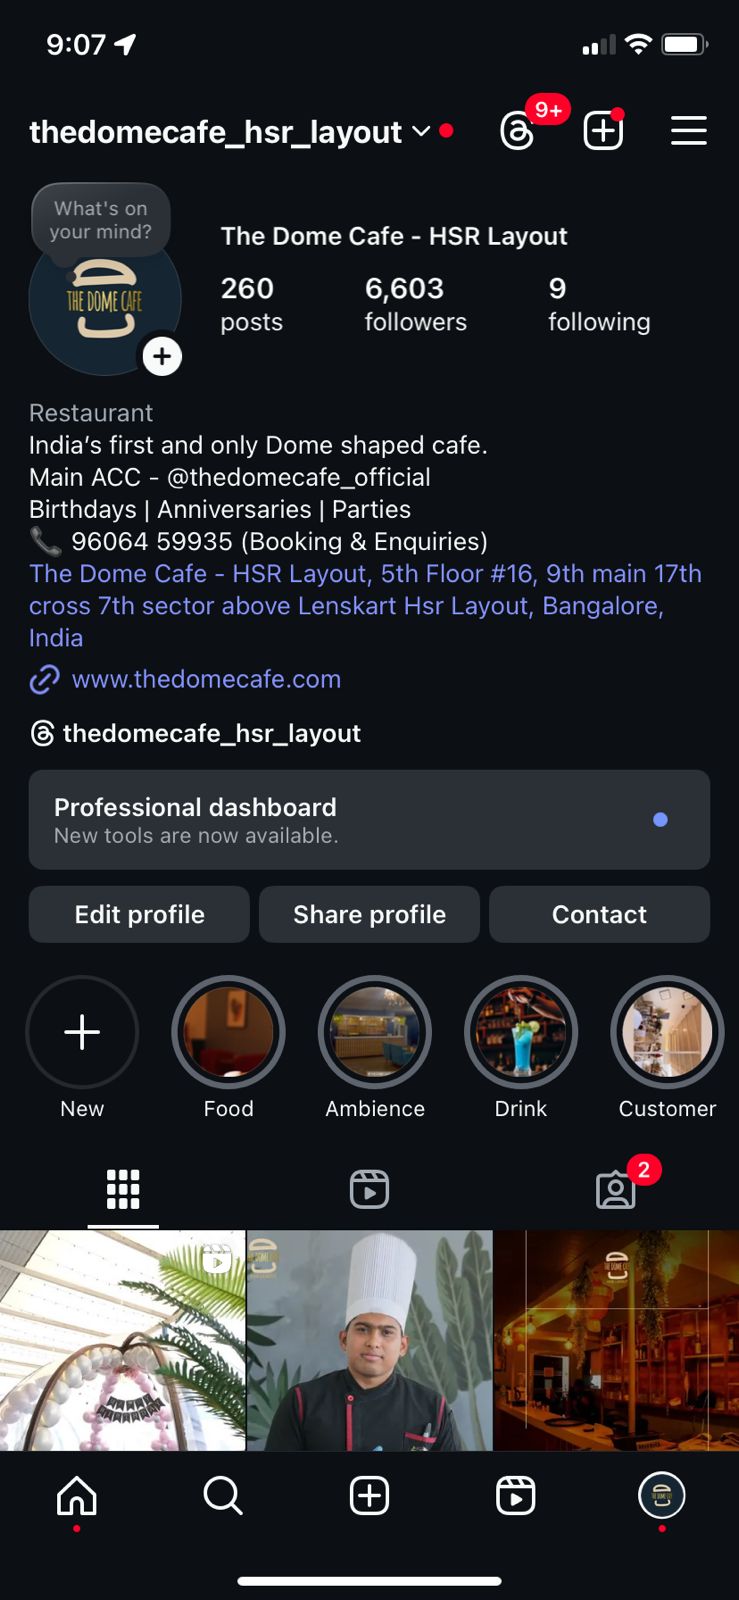 9:07
thedomecafe_hsr_layout
9+
What's on
your mind?
THE DOME CAFE
The Dome Cafe - HSR Layout
260 6,603 9
posts followers following
Restaurant
India's first and only Dome shaped cafe.
Main ACC - @thedomecafe_official
Birthdays | Anniversaries | Parties
📞 96064 59935 (Booking & Enquiries)
The Dome Cafe - HSR Layout, 5th Floor #16, 9th main 17th
cross 7th sector above Lenskart Hsr Layout, Bangalore,
India
www.thedomecafe.com
thedomecafe_hsr_layout
Professional dashboard
New tools are now available.
Edit profile Share profile Contact
New Food Ambience Drink Customer
2